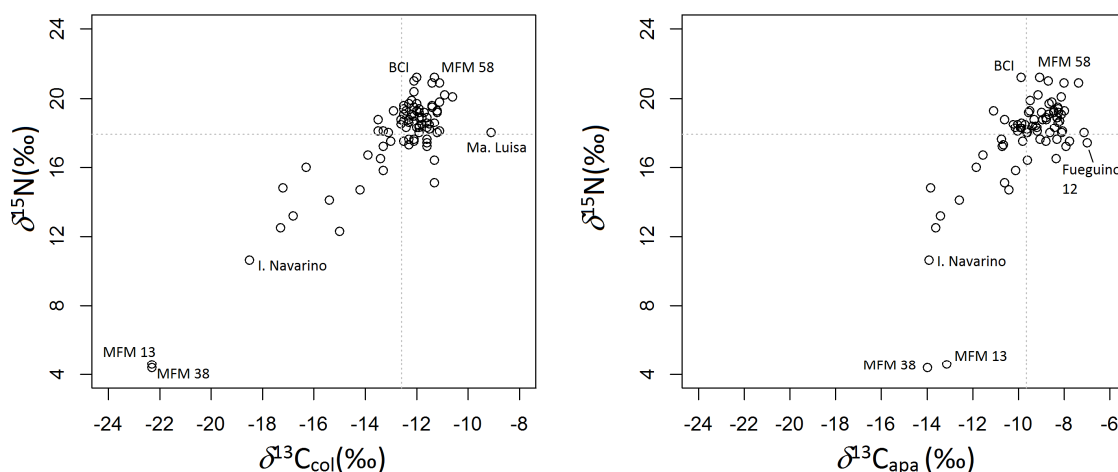 24
20
16
12
8
4
δ15N(‰)
BCI
MFM 58
Ma. Luisa
I. Navarino
MFM 13
MFM 38
-24
-22
-20
-18
-16
-14
-12
-10
-8
δ13Ccol(‰)
24
20
16
12
8
4
δ15N(‰)
BCI
MFM 58
Fueguino
12
I. Navarino
MFM 38
MFM 13
-24
-22
-20
-18
-16
-14
-12
-10
-8
-6
δ13Capa (‰)